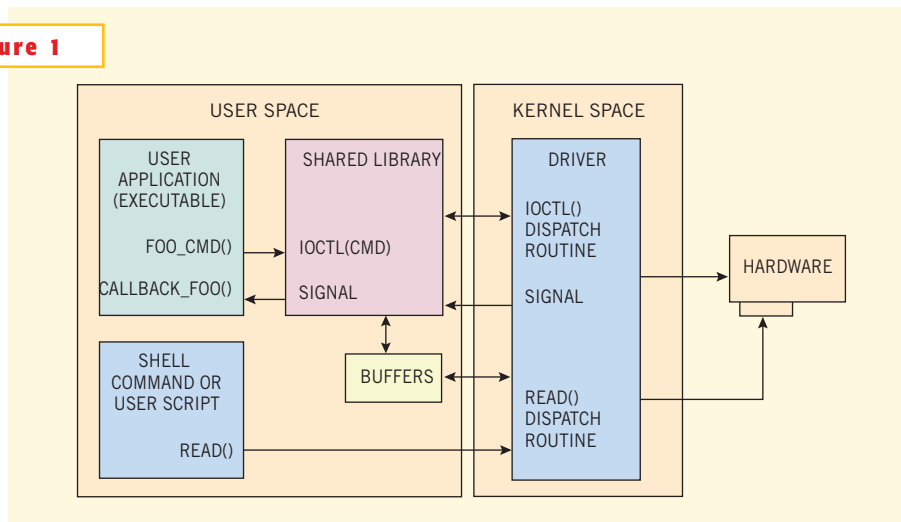 ure 1
USER SPACE
KERNEL SPACE
USER
APPLICATION
(EXECUTABLE)
FOO_CMD()
CALLBACK_FOO()
SHARED LIBRARY
IOCTL(CMD)
SIGNAL
DRIVER
IOCTL()
DISPATCH
ROUTINE
SIGNAL
READ()
DISPATCH
ROUTINE
HARDWARE
BUFFERS
SHELL
COMMAND OR
USER SCRIPT
READ()